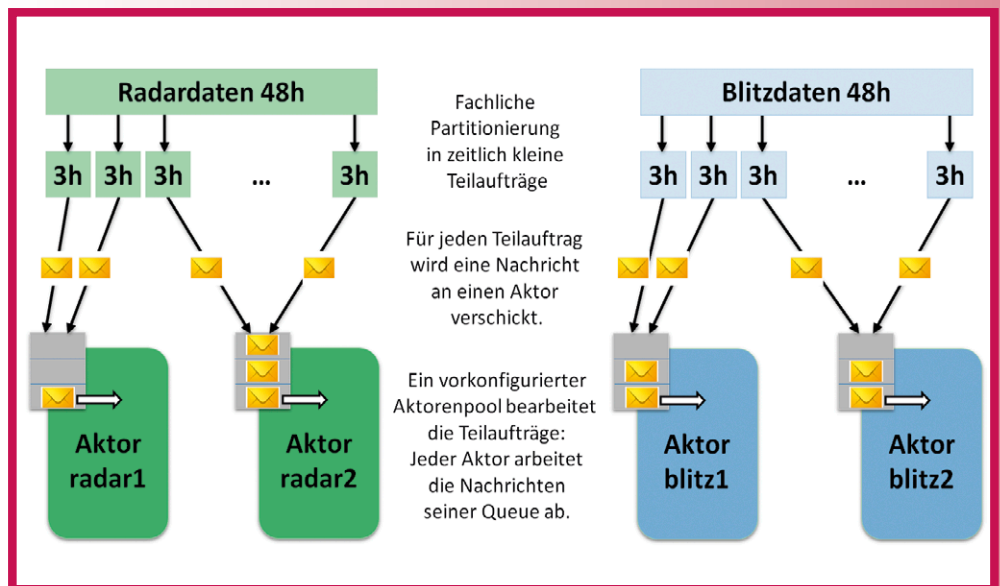 Radardaten 48h
3h
3h
3h
...
3h
Aktor
radar1
Aktor
radar2
Fachliche
Partitionierung
in zeitlich kleine
Teilaufträge
Für jeden Teilauftrag
wird eine Nachricht
an einen Aktor
verschickt.
Ein vorkonfigurierter
Aktorenpool bearbeitet
die Teilaufträge:
Jeder Aktor arbeitet
die Nachrichten
seiner Queue ab.
Blitzdaten 48h
3h
3h
3h
...
3h
Aktor
blitz1
Aktor
blitz2